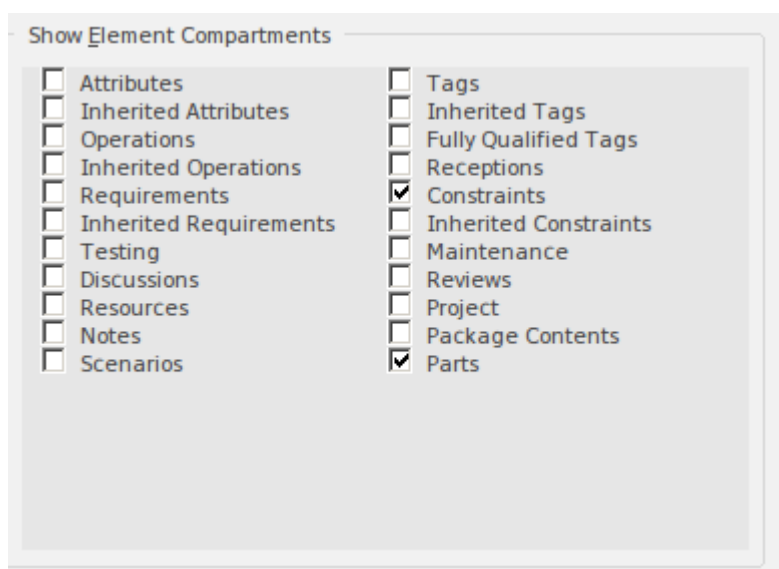 Show Element Compartments
Attributes
Inherited Attributes
Operations
Inherited Operations
Requirements
Inherited Requirements
Testing
Discussions
Resources
Notes
Scenarios
Tags
Inherited Tags
Fully Qualified Tags
Receptions
Constraints
Inherited Constraints
Maintenance
Reviews
Project
Package Contents
Parts